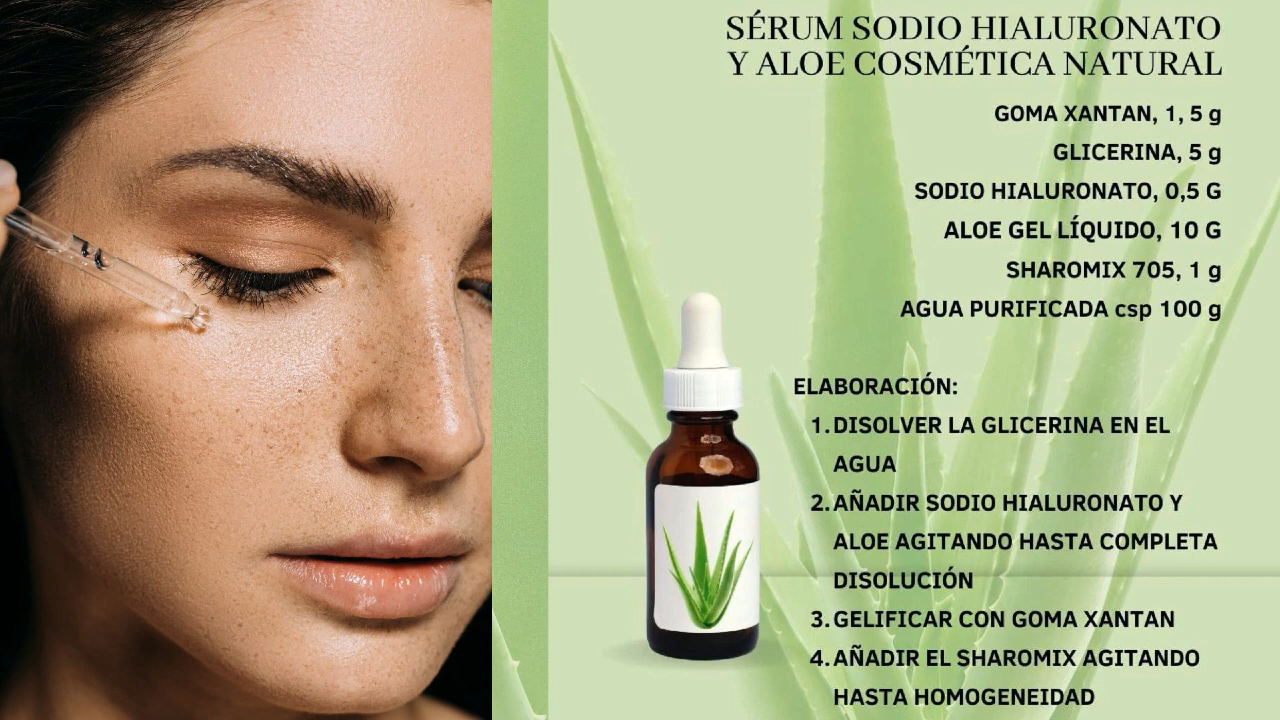 SÉRUM SODIO HIALURONATO
Y ALOE COSMÉTICA NATURAL
GOMA XANTAN, 1, 5 g
GLICERINA, 5 g
SODIO HIALURONATO, 0,5 G
ALOE GEL LÍQUIDO, 10 G
SHAROMIX 705, 1 g
AGUA PURIFICADA csp 100 g
ELABORACIÓN:
1. DISOLVER LA GLICERINA EN EL
AGUA
2. AÑADIR SODIO HIALURONATO Y
ALOE AGITANDO HASTA COMPLETA
DISOLUCIÓN
3. GELIFICAR CON GOMA XANTAN
4. AÑADIR EL SHAROMIX AGITANDO
HASTA HOMOGENEIDAD